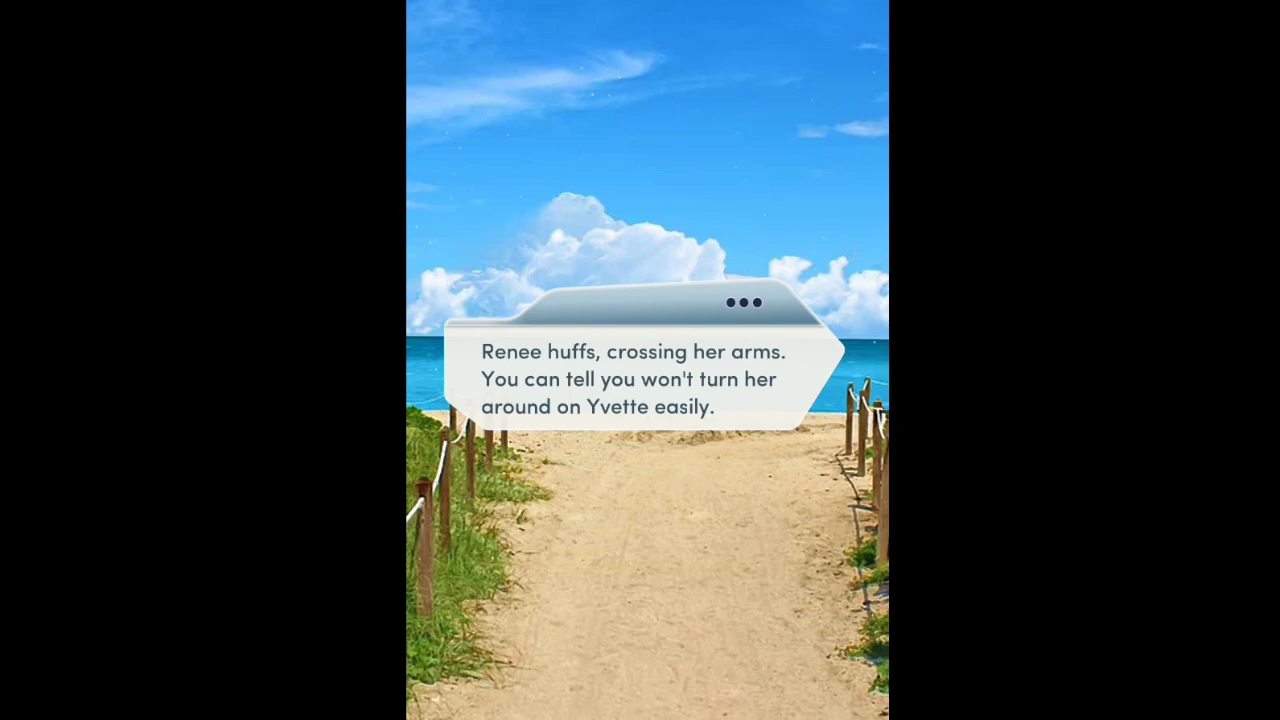 Renee huffs, crossing her arms.
You can tell you won't turn her
around on Yvette easily.